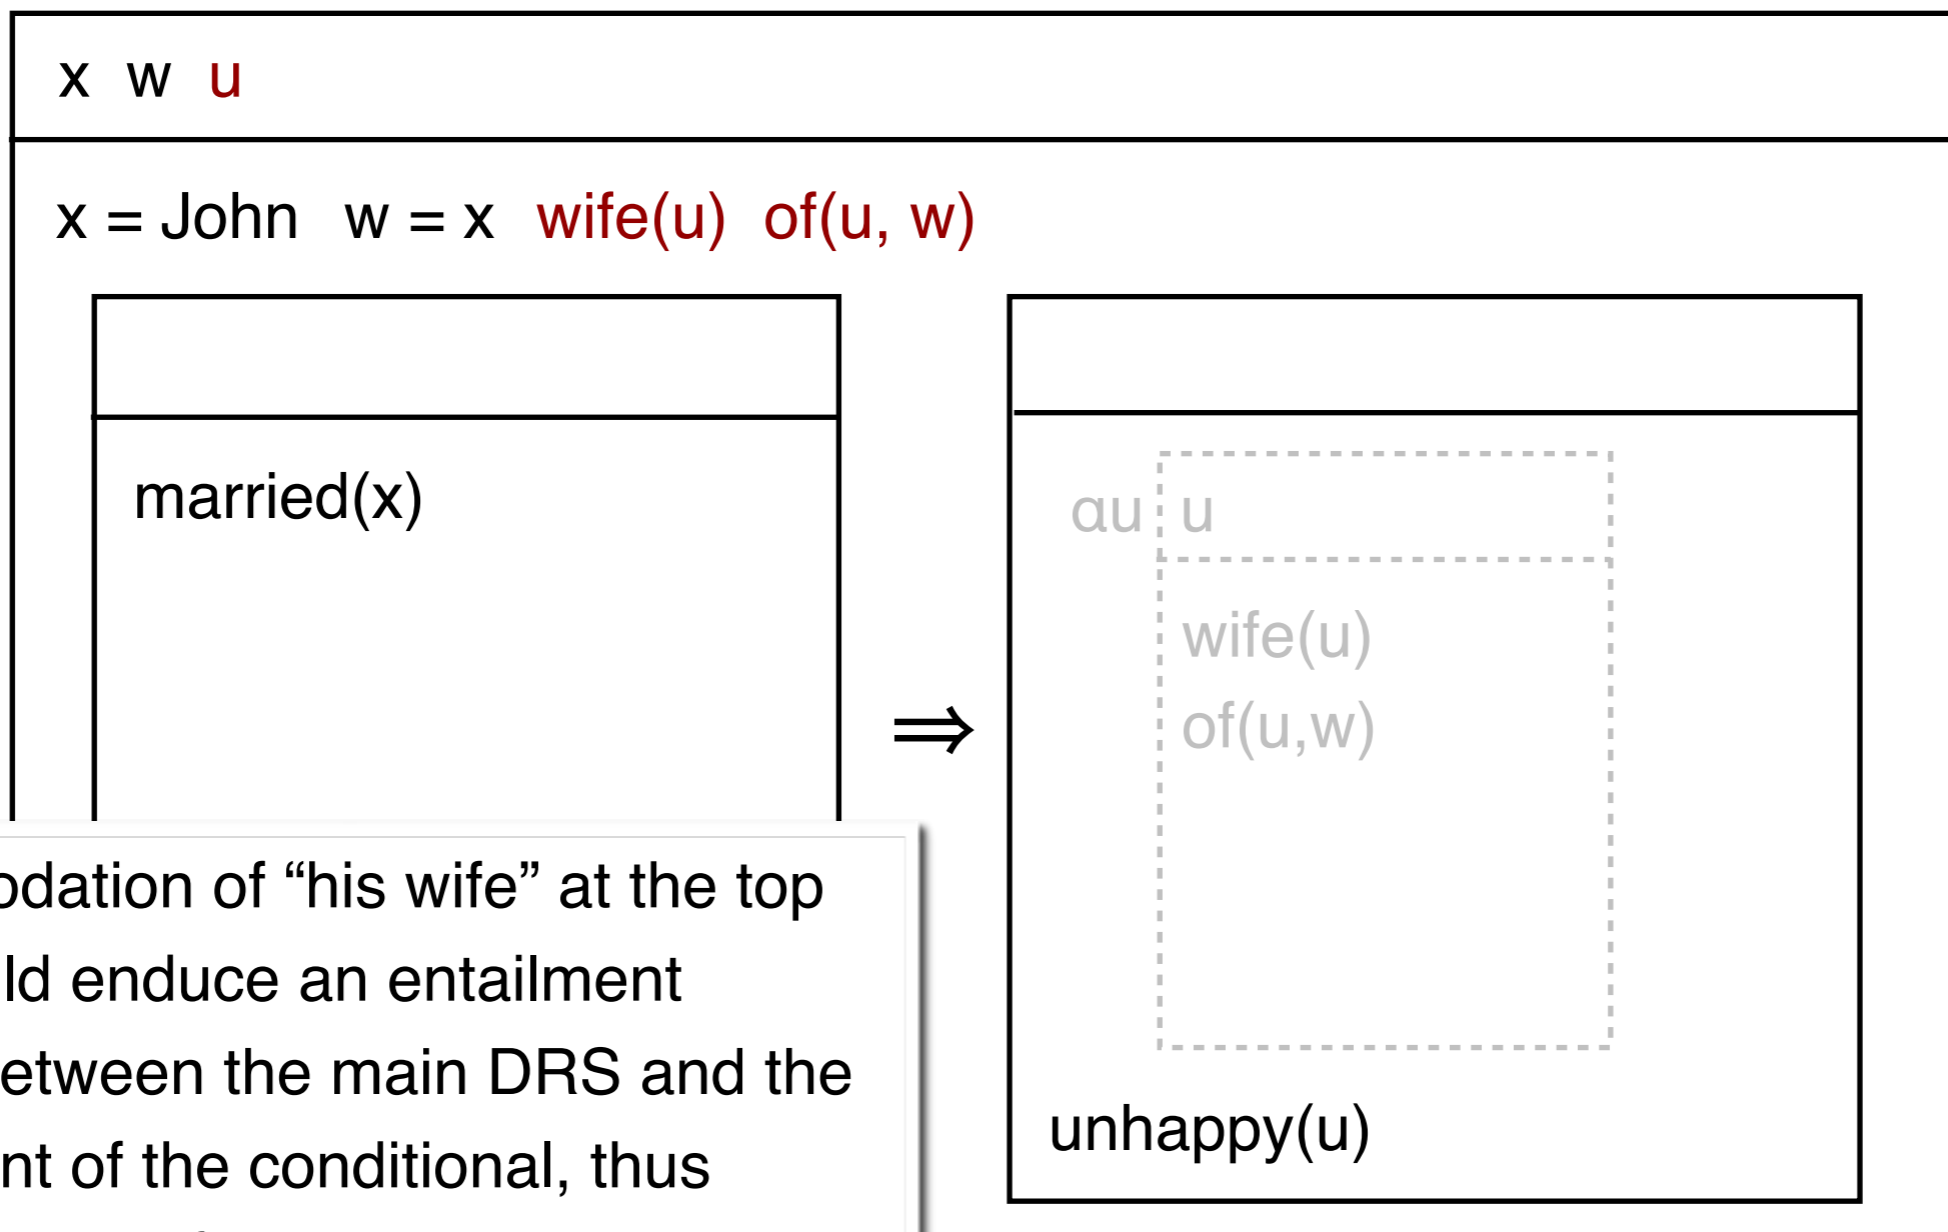 x w u
x = John w = x wife(u) of(u, w)
married(x)
⇒
αu u
wife(u)
of(u,w)
unhappy(u)
odation of “his wife” at the top
ld enduce an entailment
etween the main DRS and the
nt of the conditional, thus